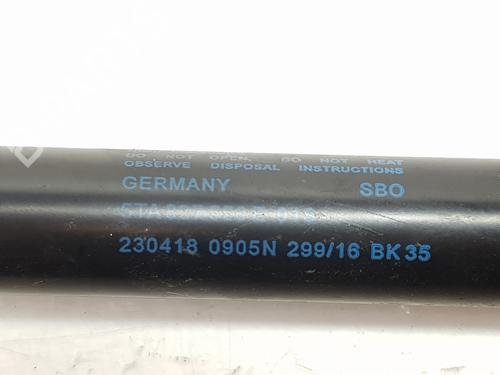 DO NOT OPEN, DO NOT HEAT
OBSERVE DISPOSAL INSTRUCTIONS
GERMANY SBO
230418 0905N 299/16 BK35